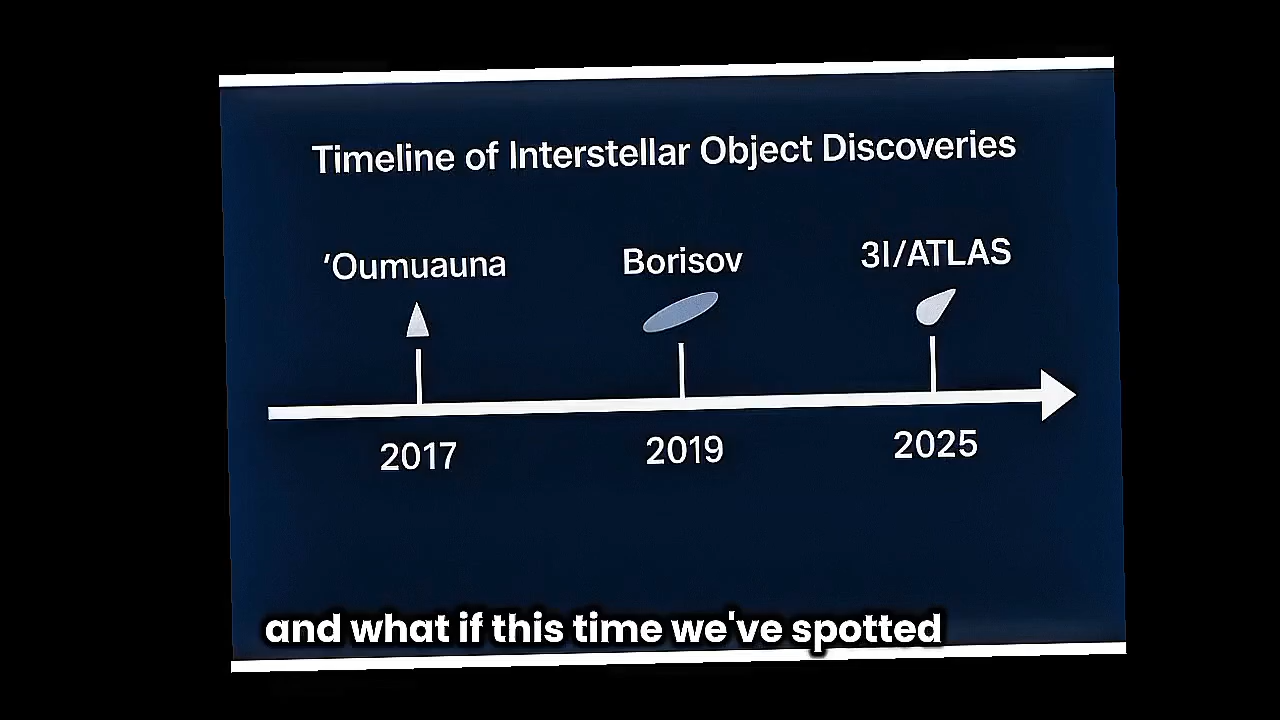 Timeline of Interstellar Object Discoveries
'Oumuauna Borisov 3I/ATLAS
2017 2019 2025
and what if this time we've spotted